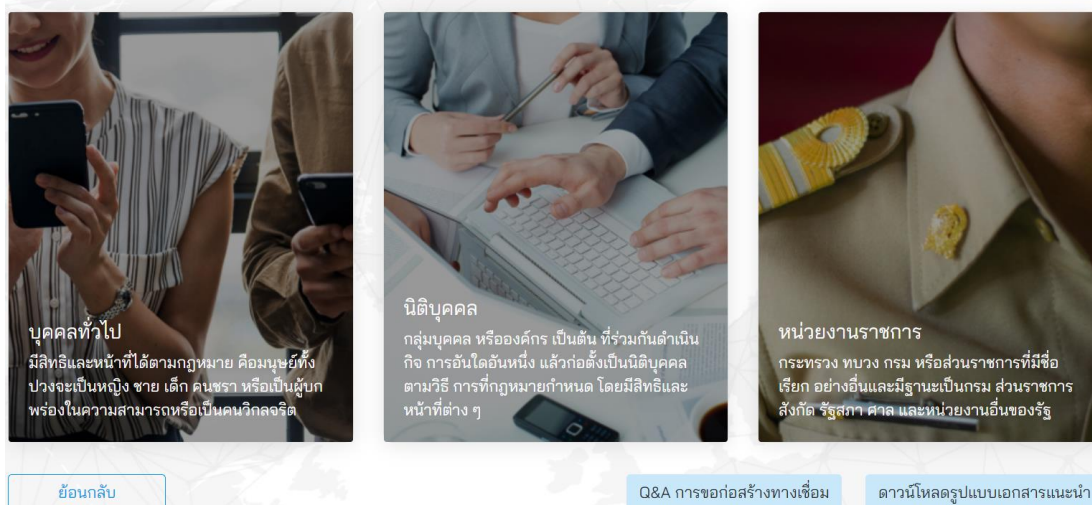 บุคคลทั่วไป
มีสิทธิและหน้าที่ได้ตามกฎหมาย คือมนุษย์ทั้ง
ปวงจะเป็นหญิง ชาย เด็ก คนชรา หรือเป็นผู้บก
พร่องในความสามารถหรือเป็นคนวิกลจริต
นิติบุคคล
กลุ่มบุคคล หรือองค์กร เป็นต้น ที่ร่วมกันดำเนิน
กิจ การอันใดอันหนึ่ง แล้วก่อตั้งเป็นนิติบุคคล
ตามวิธี การที่กฎหมายกำหนด โดยมีสิทธิและ
หน้าที่ต่าง ๆ
หน่วยงานราชการ
กระทรวง ทบวง กรม หรือส่วนราชการที่มีชื่อ
เรียก อย่างอื่นและมีฐานะเป็นกรม ส่วนราชการ
สังกัด รัฐสภา ศาล และหน่วยงานอื่นของรัฐ
ย้อนกลับ
Q&A การขอก่อสร้างทางเชื่อม
ดาวน์โหลดรูปแบบเอกสารแนะนำ